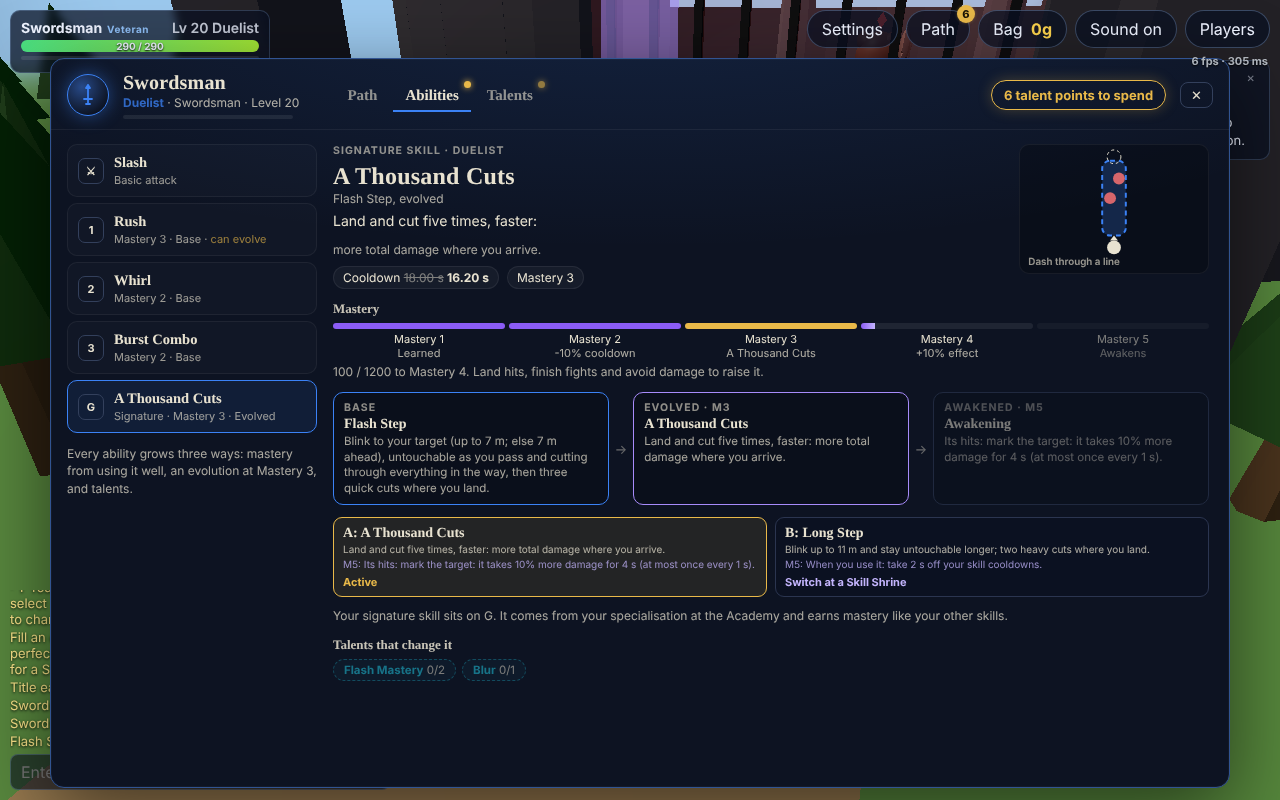 Swordsman Veteran Lv 20 Duelist
290 / 290
Settings
Path
6
Bag 0g
Sound on
Players
6 fps · 305 ms
Swordsman
Duelist · Swordsman · Level 20
Path
Abilities
Talents
6 talent points to spend
×
×
on.
Slash
Basic attack
1
Rush
Mastery 3 · Base · can evolve
2
Whirl
Mastery 2 · Base
3
Burst Combo
Mastery 2 · Base
G
A Thousand Cuts
Signature · Mastery 3 · Evolved
Every ability grows three ways: mastery
from using it well, an evolution at Mastery 3,
and talents.
SIGNATURE SKILL · DUELIST
A Thousand Cuts
Flash Step, evolved
Land and cut five times, faster:
more total damage where you arrive.
Cooldown 18.00 s 16.20 s
Mastery 3
Dash through a line
Mastery
Mastery 1
Learned
Mastery 2
-10% cooldown
Mastery 3
A Thousand Cuts
Mastery 4
+10% effect
Mastery 5
Awakens
100 / 1200 to Mastery 4. Land hits, finish fights and avoid damage to raise it.
BASE
Flash Step
Blink to your target (up to 7 m; else 7 m
ahead), untouchable as you pass and cutting
through everything in the way, then three
quick cuts where you land.
→
EVOLVED · M3
A Thousand Cuts
Land and cut five times, faster: more total
damage where you arrive.
→
AWAKENED · M5
Awakening
Its hits: mark the target: it takes 10% more
damage for 4 s (at most once every 1 s).
A: A Thousand Cuts
Land and cut five times, faster: more total damage where you arrive.
M5: Its hits: mark the target: it takes 10% more damage for 4 s (at most once every 1 s).
Active
B: Long Step
Blink up to 11 m and stay untouchable longer; two heavy cuts where you land.
M5: When you use it: take 2 s off your skill cooldowns.
Switch at a Skill Shrine
Your signature skill sits on G. It comes from your specialisation at the Academy and earns mastery like your other skills.
Talents that change it
Flash Mastery 0/2
Blur 0/1
select
to char
Fill an
perfec
for a S
Title ea
Sword
Sword
Flash S
Ente